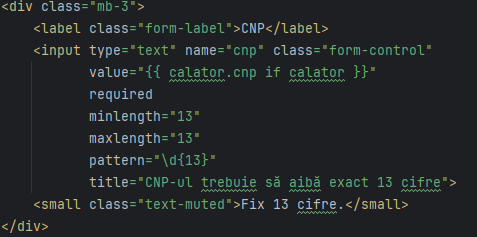 <div class="mb-3">
    <label class="form-label">CNP</label>
    <input type="text" name="cnp" class="form-control"
           value="{{ calator.cnp if calator }}"
           required
           minlength="13"
           maxlength="13"
           pattern="\d{13}"
           title="CNP-ul trebuie să aibă exact 13 cifre">
    <small class="text-muted">Fix 13 cifre.</small>
</div>